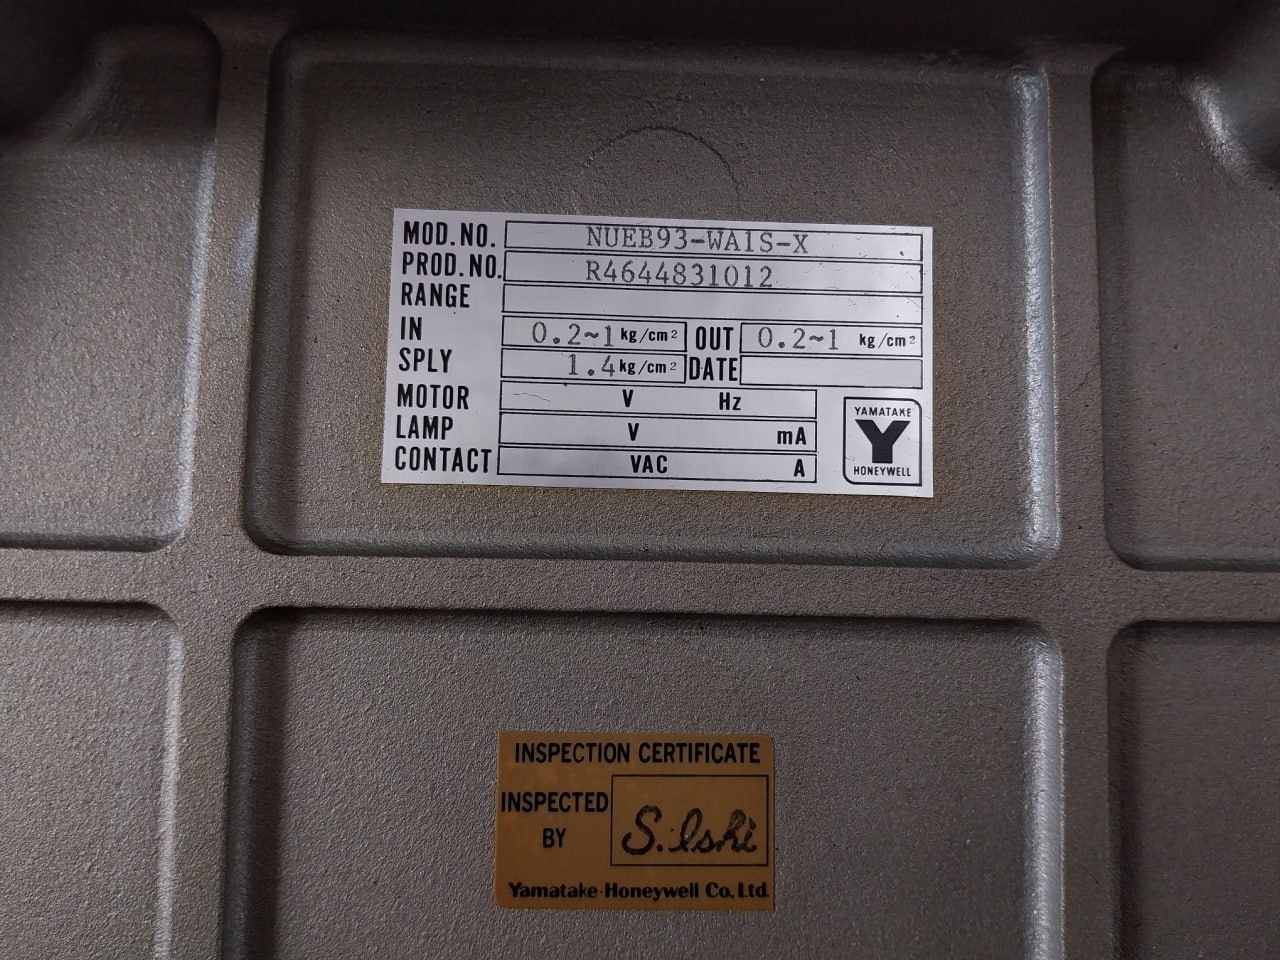 MOD.NO. NUEB93-WA1S-X
PROD.NO. R4644831012
RANGE
IN 0.2~1 kg/cm² OUT 0.2~1 kg/cm²
SPLY 1.4 kg/cm² DATE
MOTOR V Hz
LAMP V mA
CONTACT VAC A
YAMATAKE
Y
HONEYWELL
INSPECTION CERTIFICATE
INSPECTED
BY
S. Ishi
Yamatake-Honeywell Co. Ltd.